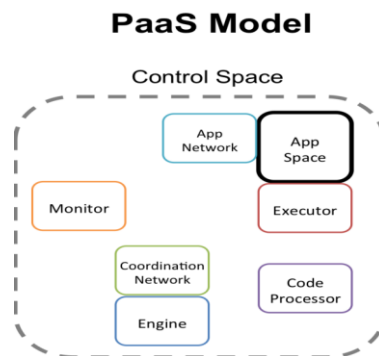 PaaS Model
Control Space
App
Network
App
Space
Monitor
Executor
Coordination
Network
Code
Processor
Engine